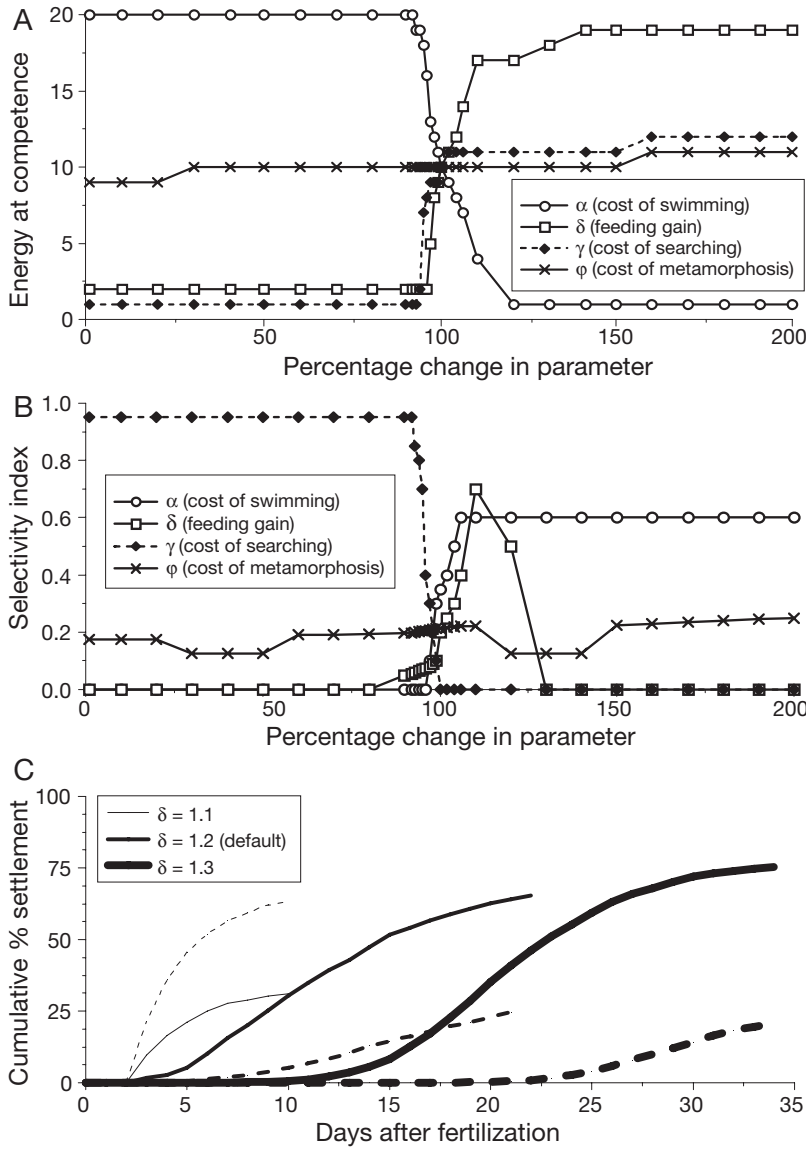 A
Energy at competence
20
15
10
5
0
α (cost of swimming)
δ (feeding gain)
γ (cost of searching)
φ (cost of metamorphosis)
0 50 100 150 200
Percentage change in parameter
B
Selectivity index
1.0
0.8
0.6
0.4
0.2
0.0
α (cost of swimming)
δ (feeding gain)
γ (cost of searching)
φ (cost of metamorphosis)
0 50 100 150 200
Percentage change in parameter
C
Cumulative % settlement
100
75
50
25
0
δ = 1.1
δ = 1.2 (default)
δ = 1.3
0 5 10 15 20 25 30 35
Days after fertilization